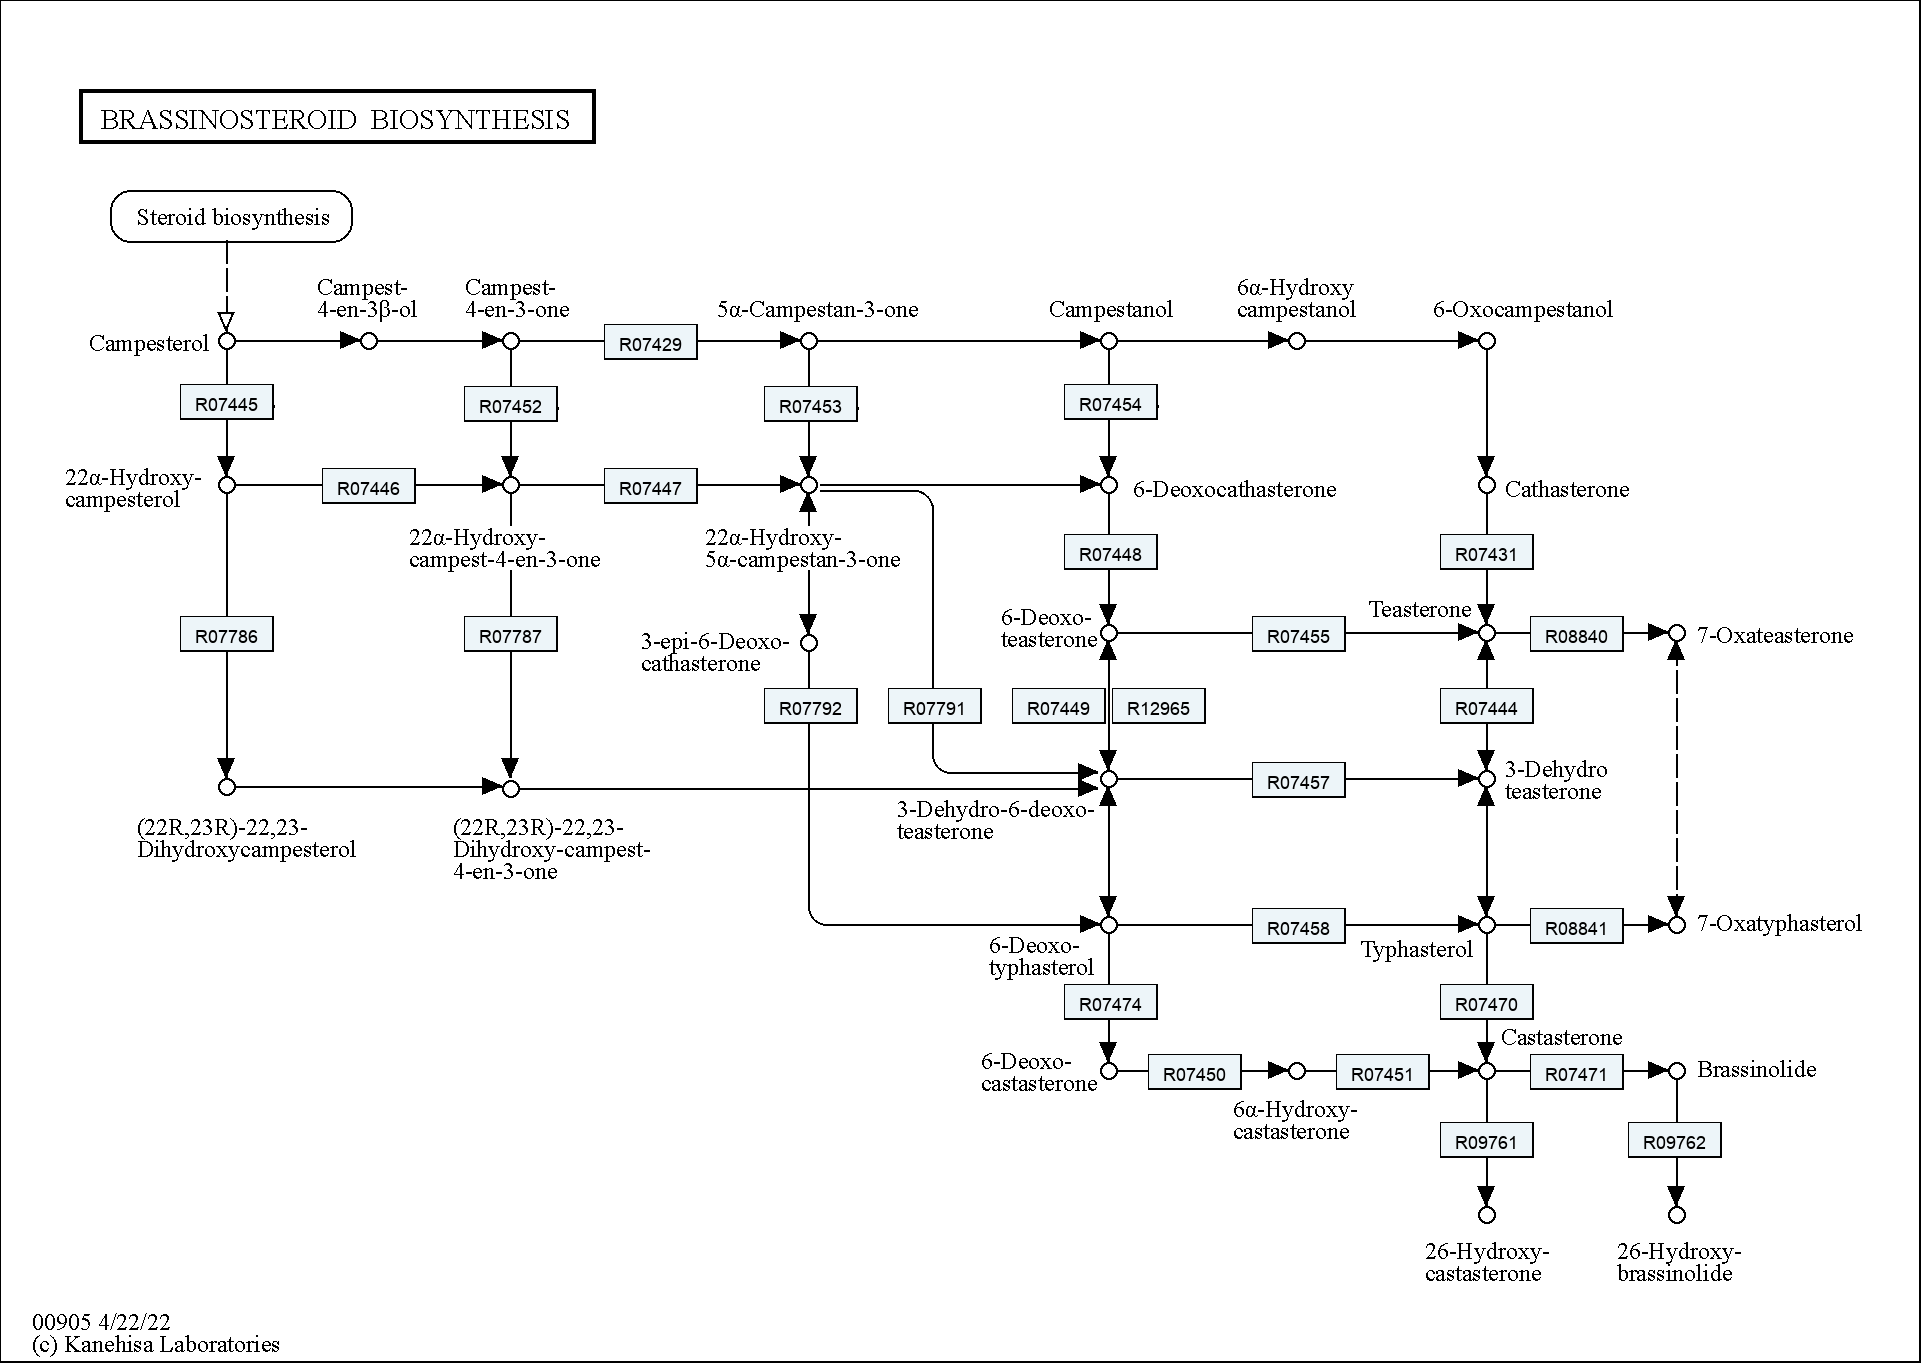 BRASSINOSTEROID BIOSYNTHESIS
Steroid biosynthesis
Campest-
4-en-3β-ol
Campest-
4-en-3-one
5α-Campestan-3-one
Campestanol
6α-Hydroxy
campestanol
6-Oxocampestanol
Campesterol
R07429
R07445
R07452
R07453
R07454
22α-Hydroxy-
campesterol
R07446
R07447
6-Deoxocathasterone
Cathasterone
22α-Hydroxy-
campest-4-en-3-one
22α-Hydroxy-
5α-campestan-3-one
R07448
R07431
R07786
R07787
3-epi-6-Deoxo-
cathasterone
6-Deoxo-
teasterone
R07455
Teasterone
R08840
7-Oxateasterone
R07792
R07791
R07449
R12965
R07444
R07457
3-Dehydro
teasterone
3-Dehydro-6-deoxo-
teasterone
(22R,23R)-22,23-
Dihydroxycampesterol
(22R,23R)-22,23-
Dihydroxy-campest-
4-en-3-one
6-Deoxo-
typhasterol
R07458
Typhasterol
R08841
7-Oxatyphasterol
R07474
R07470
6-Deoxo-
castasterone
R07450
R07451
Castasterone
R07471
Brassinolide
6α-Hydroxy-
castasterone
R09761
R09762
26-Hydroxy-
castasterone
26-Hydroxy-
brassinolide
00905 4/22/22
(c) Kanehisa Laboratories